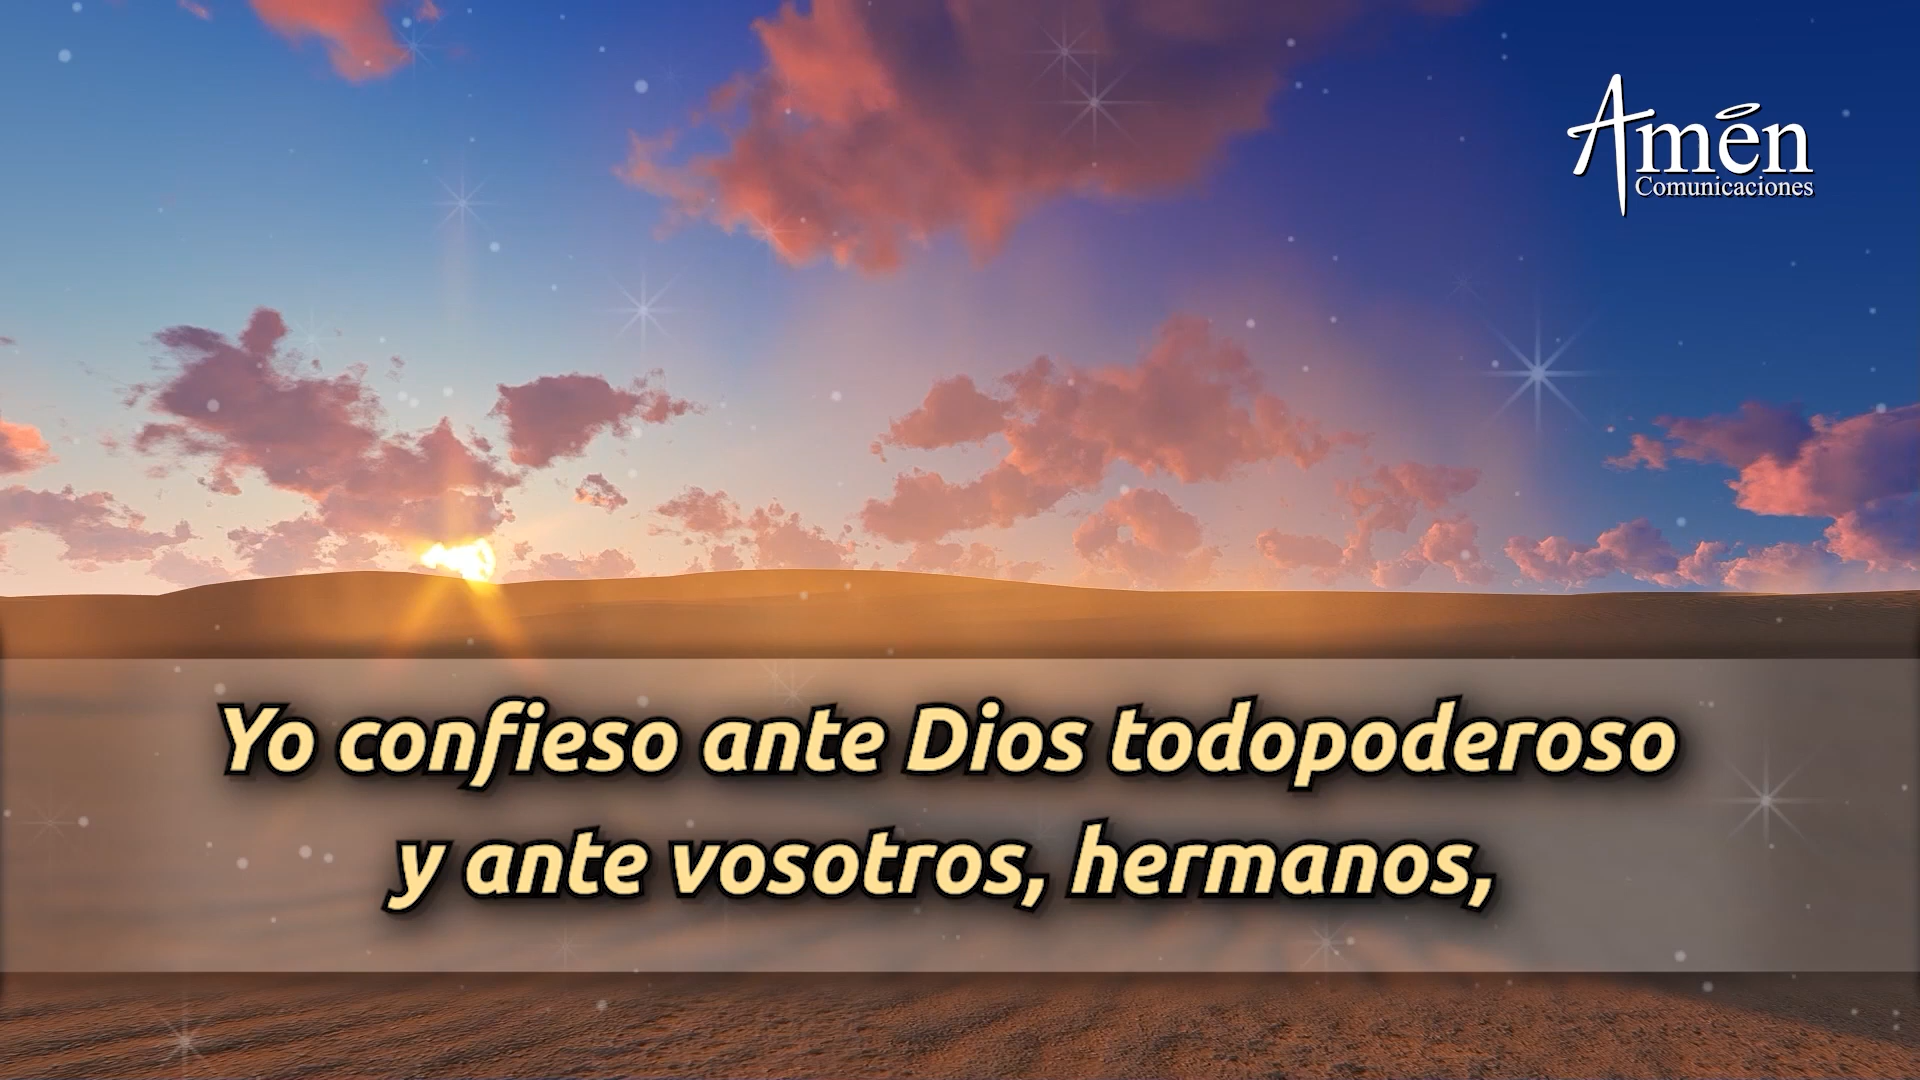 Amén
Comunicaciones
Yo confieso ante Dios todopoderoso
y ante vosotros, hermanos,